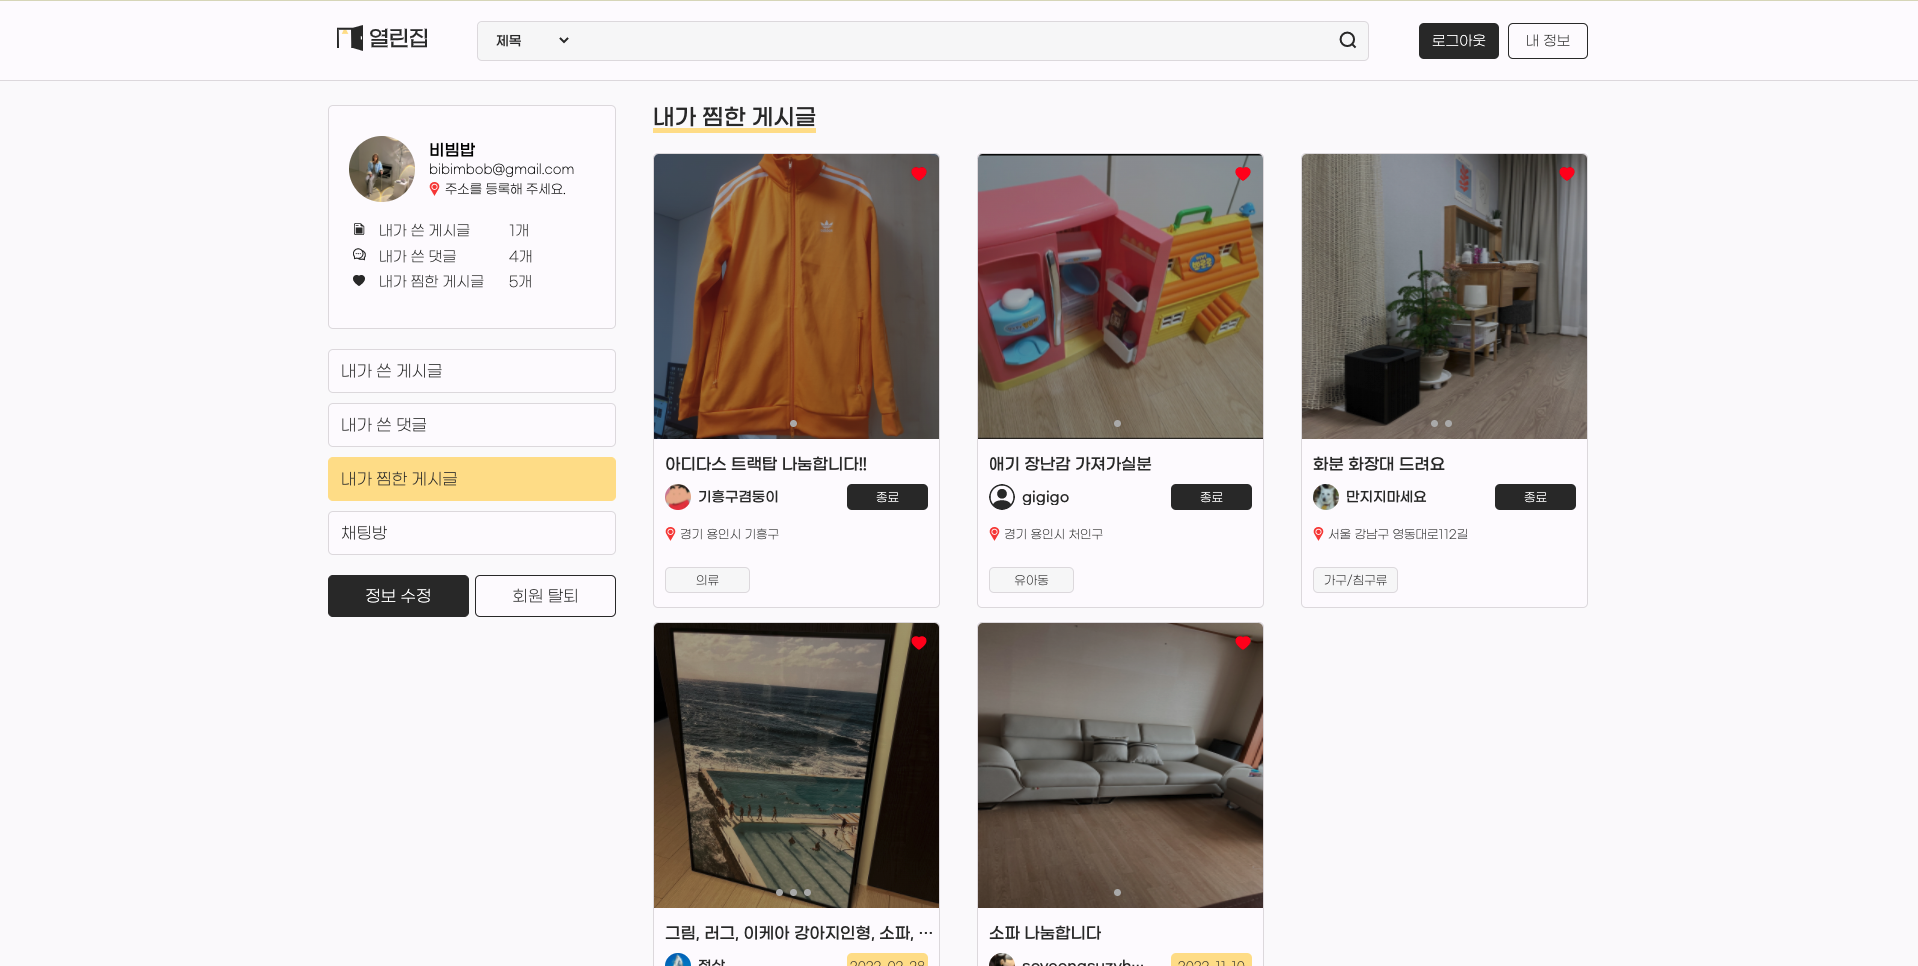 열린집
제목
로그아웃
내 정보
비빔밥
bibimbob@gmail.com
주소를 등록해 주세요.
내가 쓴 게시글 1개
내가 쓴 댓글 4개
내가 찜한 게시글 5개
내가 쓴 게시글
내가 쓴 댓글
내가 찜한 게시글
채팅방
정보 수정
회원 탈퇴
내가 찜한 게시글
아디다스 트랙탑 나눔합니다!!
기흥구겸둥이
종료
경기 용인시 기흥구
의류
애기 장난감 가져가실분
gigigo
종료
경기 용인시 처인구
유아동
화분 화장대 드려요
만지지마세요
종료
서울 강남구 영동대로112길
가구/침구류
그림, 러그, 이케아 강아지인형, 소파, ···
소파 나눔합니다